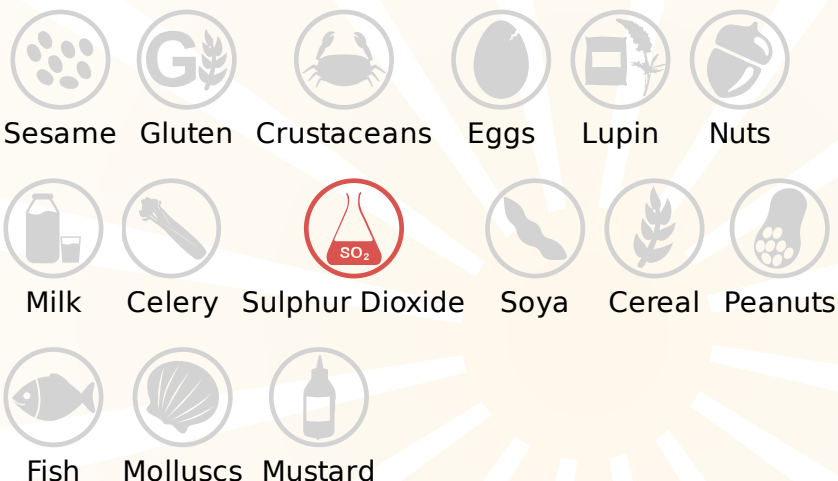 G
Sesame Gluten Crustaceans Eggs Lupin Nuts
SO₂
Milk Celery Sulphur Dioxide Soya Cereal Peanuts
Fish Molluscs Mustard